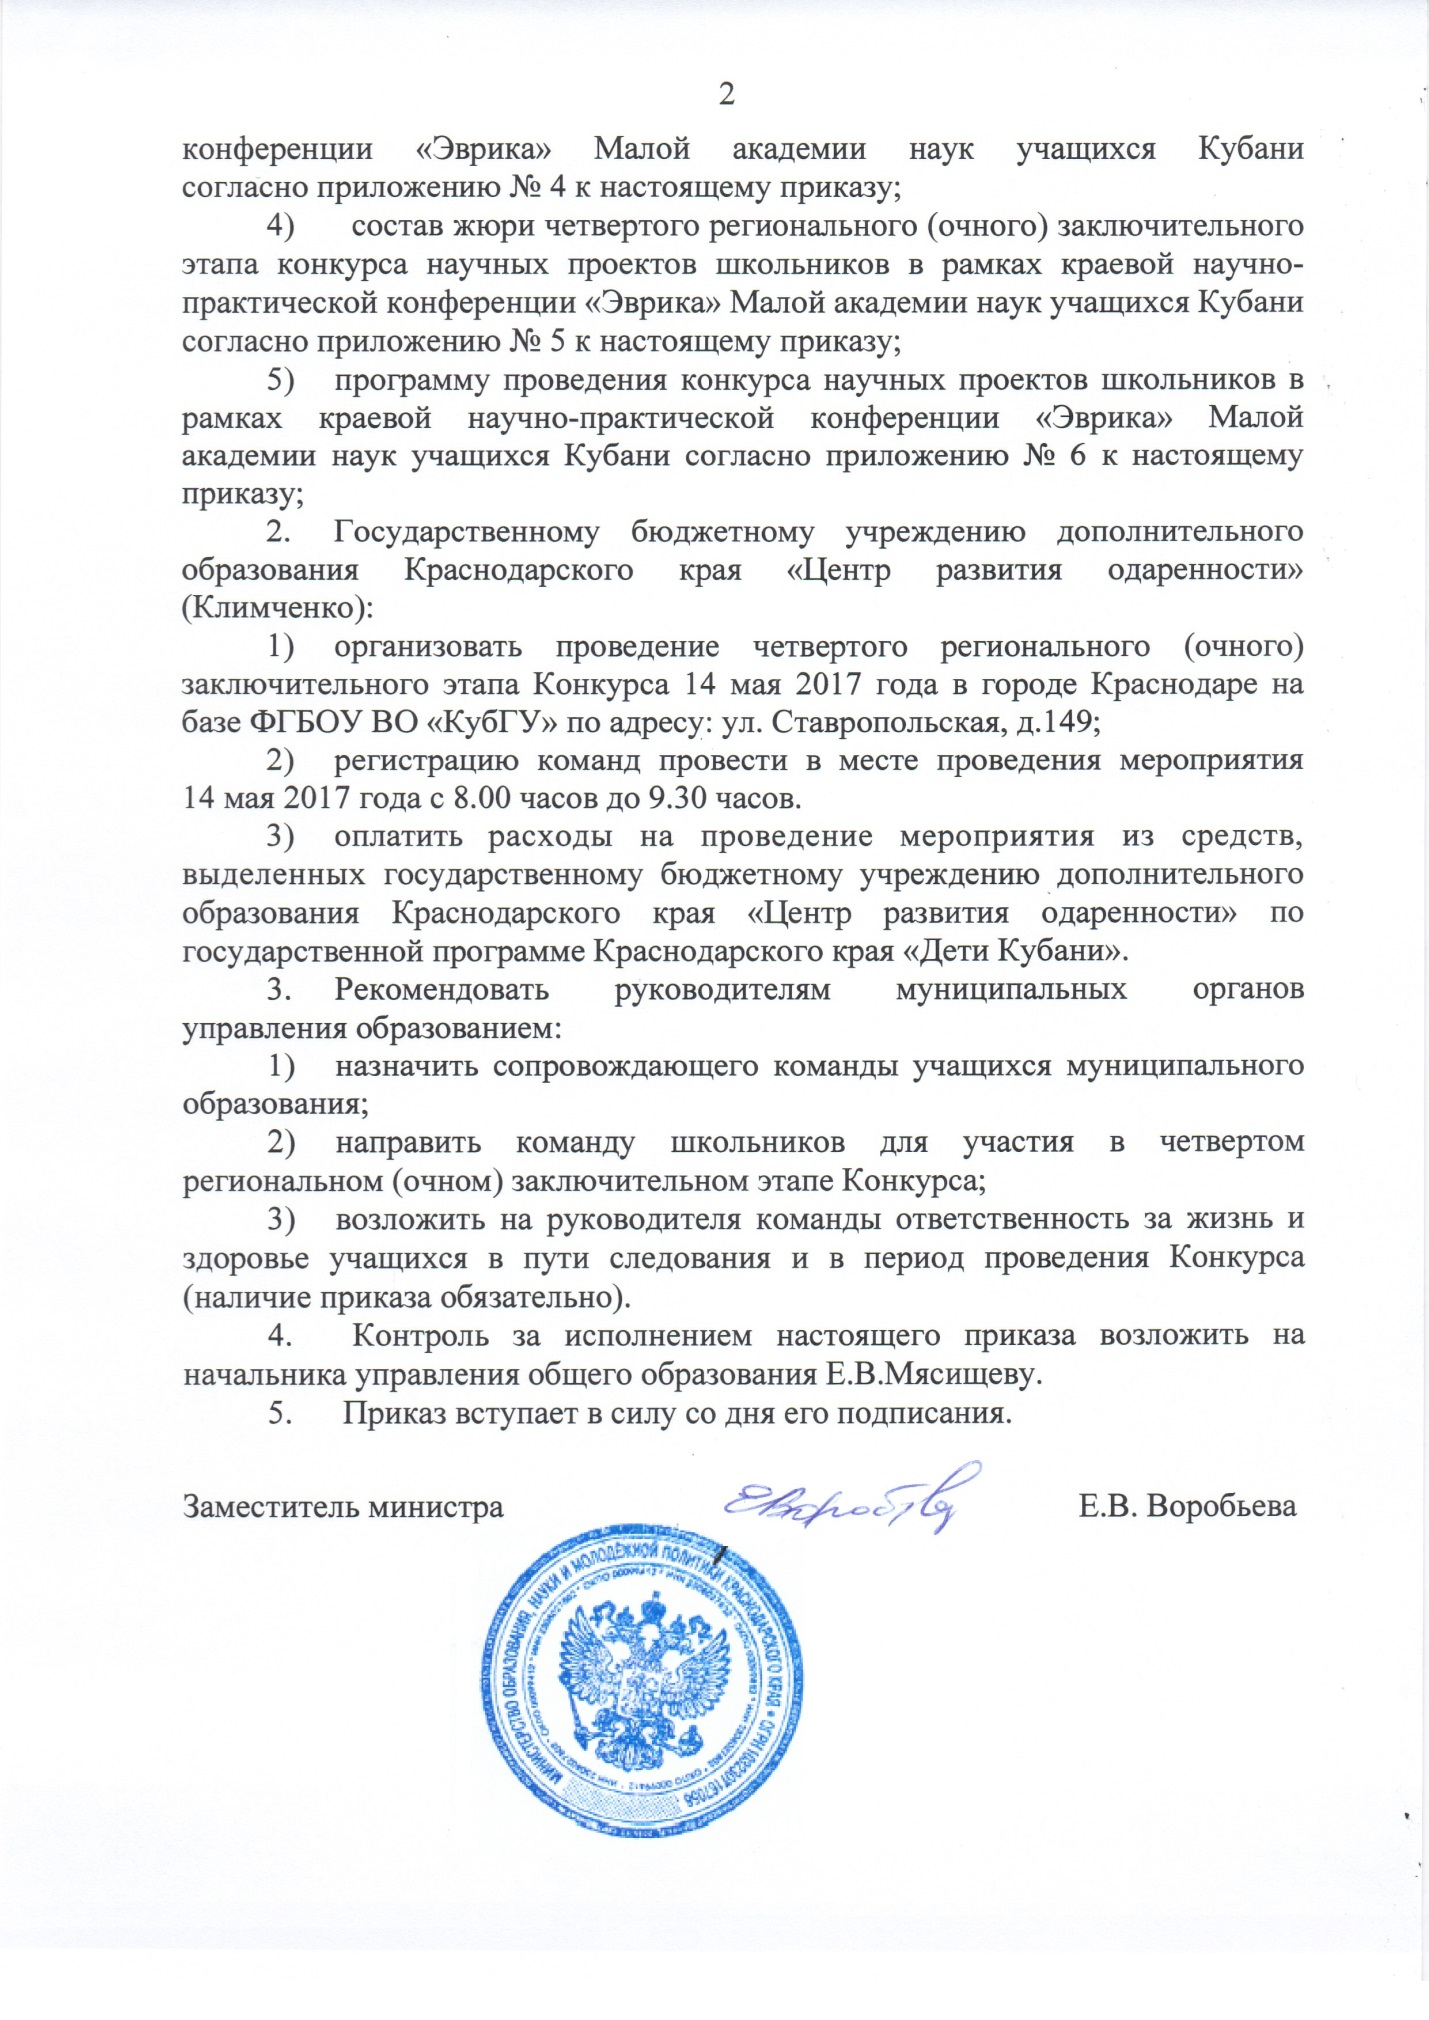 2
конференции «Эврика» Малой академии наук учащихся Кубани
согласно приложению № 4 к настоящему приказу;
4) состав жюри четвертого регионального (очного) заключительного
этапа конкурса научных проектов школьников в рамках краевой научно-
практической конференции «Эврика» Малой академии наук учащихся Кубани
согласно приложению № 5 к настоящему приказу;
5) программу проведения конкурса научных проектов школьников в
рамках краевой научно-практической конференции «Эврика» Малой
академии наук учащихся Кубани согласно приложению № 6 к настоящему
приказу;
2. Государственному бюджетному учреждению дополнительного
образования Краснодарского края «Центр развития одаренности»
(Климченко):
1) организовать проведение четвертого регионального (очного)
заключительного этапа Конкурса 14 мая 2017 года в городе Краснодаре на
базе ФГБОУ ВО «КубГУ» по адресу: ул. Ставропольская, д.149;
2) регистрацию команд провести в месте проведения мероприятия
14 мая 2017 года с 8.00 часов до 9.30 часов.
3) оплатить расходы на проведение мероприятия из средств,
выделенных государственному бюджетному учреждению дополнительного
образования Краснодарского края «Центр развития одаренности» по
государственной программе Краснодарского края «Дети Кубани».
3. Рекомендовать руководителям муниципальных органов
управления образованием:
1) назначить сопровождающего команды учащихся муниципального
образования;
2) направить команду школьников для участия в четвертом
региональном (очном) заключительном этапе Конкурса;
3) возложить на руководителя команды ответственность за жизнь и
здоровье учащихся в пути следования и в период проведения Конкурса
(наличие приказа обязательно).
4. Контроль за исполнением настоящего приказа возложить на
начальника управления общего образования Е.В.Мясищеву.
5. Приказ вступает в силу со дня его подписания.
Заместитель министра Е.В. Воробьева
МИНИСТЕРСТВО ОБРАЗОВАНИЯ, НАУКИ И МОЛОДЁЖНОЙ ПОЛИТИКИ КРАСНОДАРСКОГО КРАЯ • ОГРН 1032307167056